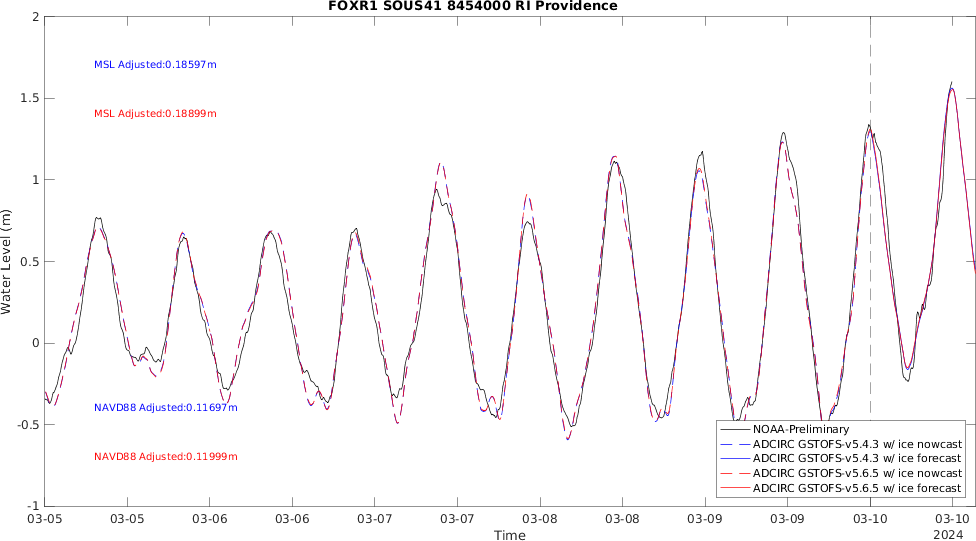 FOXR1 SOUS41 8454000 RI Providence
2
1.5
1
0.5
0
-0.5
-1
Water Level (m)
MSL Adjusted:0.18597m
MSL Adjusted:0.18899m
NAVD88 Adjusted:0.11697m
NAVD88 Adjusted:0.11999m
NOAA-Preliminary
ADCIRC GSTOFS-v5.4.3 w/ ice nowcast
ADCIRC GSTOFS-v5.4.3 w/ ice forecast
ADCIRC GSTOFS-v5.6.5 w/ ice nowcast
ADCIRC GSTOFS-v5.6.5 w/ ice forecast
03-05 03-05 03-06 03-06 03-07 03-07 03-08 03-08 03-09 03-09 03-10 03-10
2024
Time